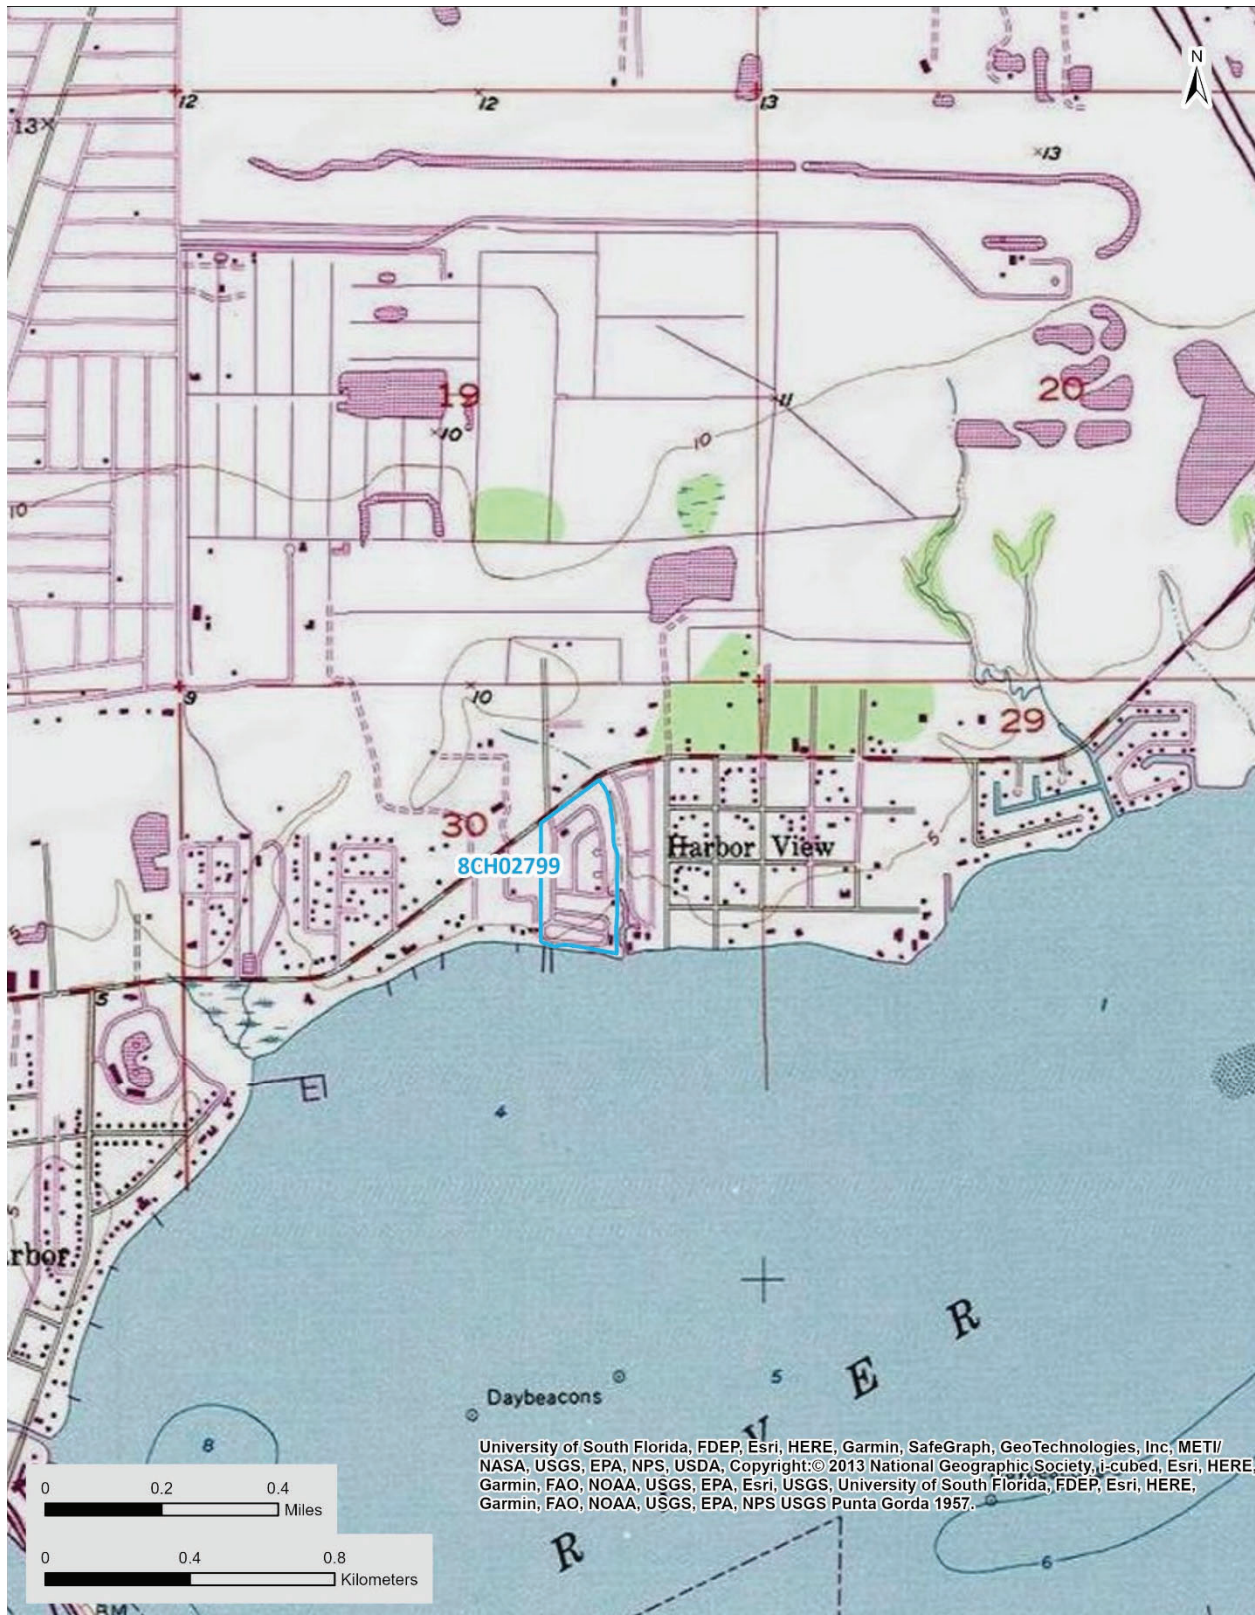 N
12
12
13
13
13
19
20
11
10
10
10
9
10
29
30
8CH02799
Harbor View
5
5
5
1
4
rbor
5
R
E
5
Daybeacons
V
8
University of South Florida, FDEP, Esri, HERE, Garmin, SafeGraph, GeoTechnologies, Inc, METI/
NASA, USGS, EPA, NPS, USDA, Copyright:© 2013 National Geographic Society, i-cubed, Esri, HERE,
Garmin, FAO, NOAA, USGS, EPA, Esri, USGS, University of South Florida, FDEP, Esri, HERE,
Garmin, FAO, NOAA, USGS, EPA, NPS USGS Punta Gorda 1957.
0 0.2 0.4
Miles
R
6
0 0.4 0.8
Kilometers
BM